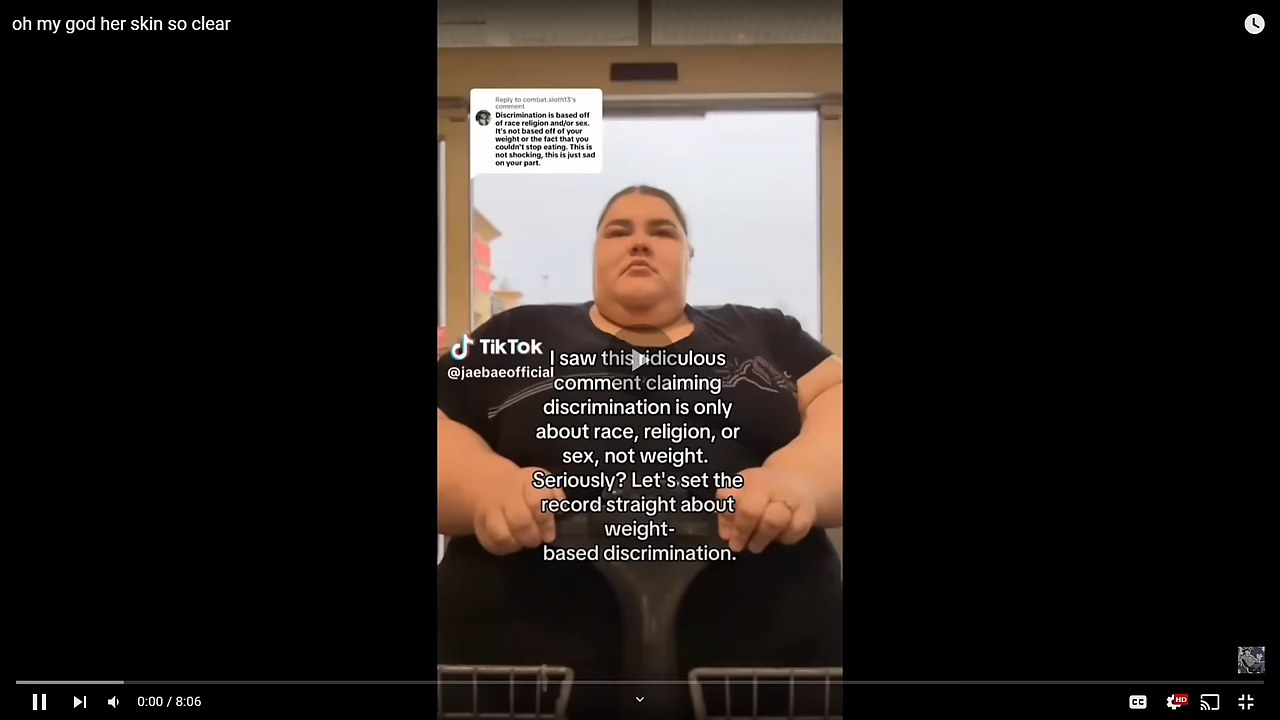 oh my god her skin so clear
Reply to combat.sloth13's
comment
Discrimination is based off
of race religion and/or sex.
It's not based off of your
weight or the fact that you
couldn't stop eating. This is
not shocking, this is just sad
on your part.
TikTok
@jaebaeofficial
I saw this ridiculous
comment claiming
discrimination is only
about race, religion, or
sex, not weight.
Seriously? Let's set the
record straight about
weight-
based discrimination.
0:00 / 8:06
CC
HD